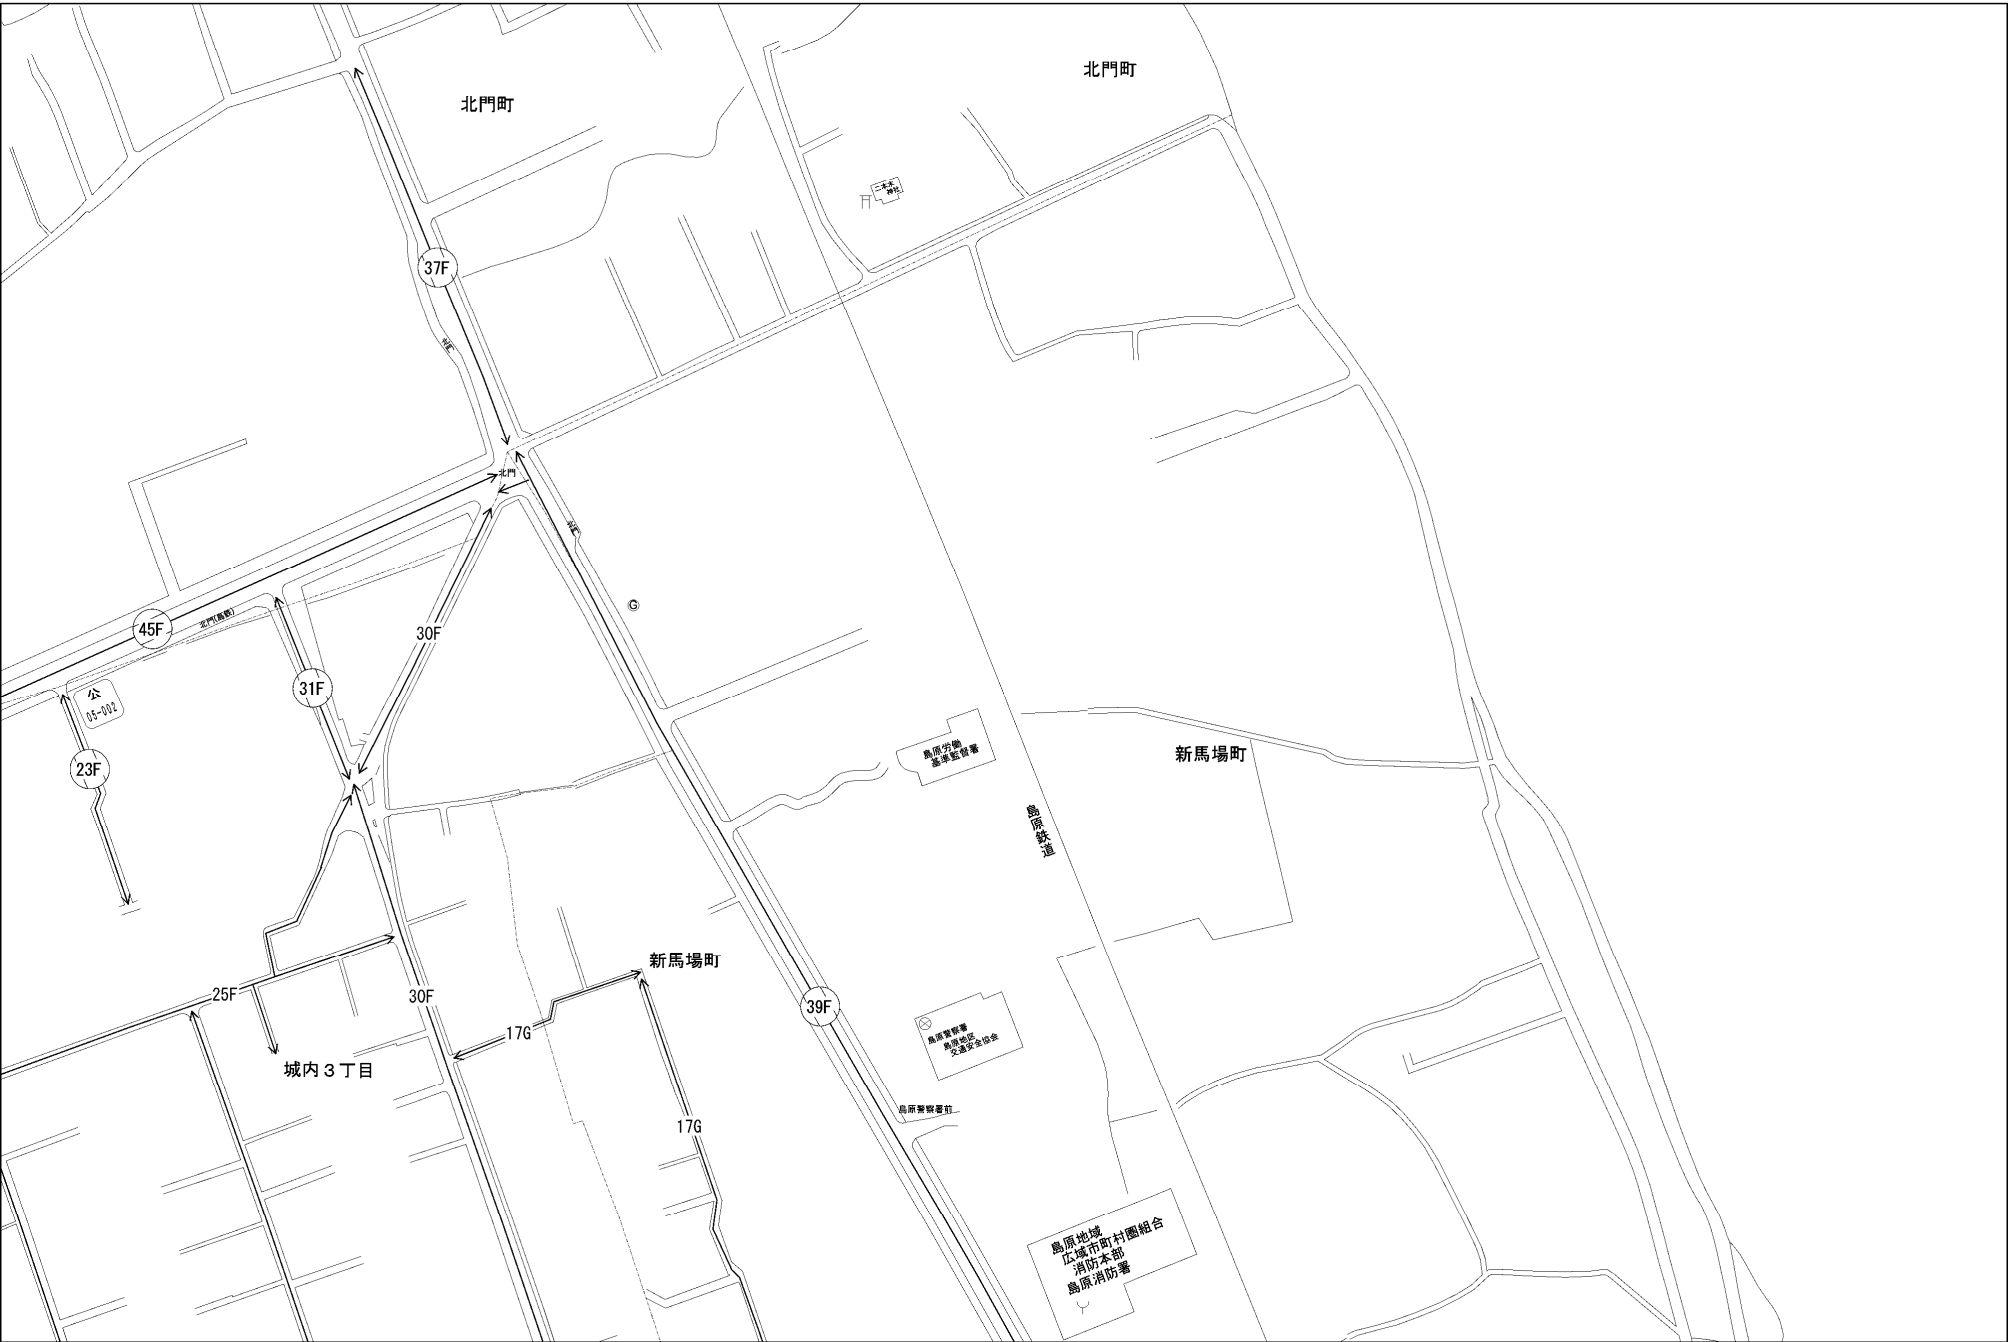 北門町
北門町
二本木
神社
37F
北門
北門
北門
G
45F
北門(島鉄)
30F
31F
公
05-002
23F
島原労働
基準監督署
新馬場町
島原鉄道
新馬場町
25F
30F
17G
39F
島原警察署
島原地区
交通安全協会
城内3丁目
島原警察署前
17G
島原地域
広域市町村圏組合
消防本部
島原消防署